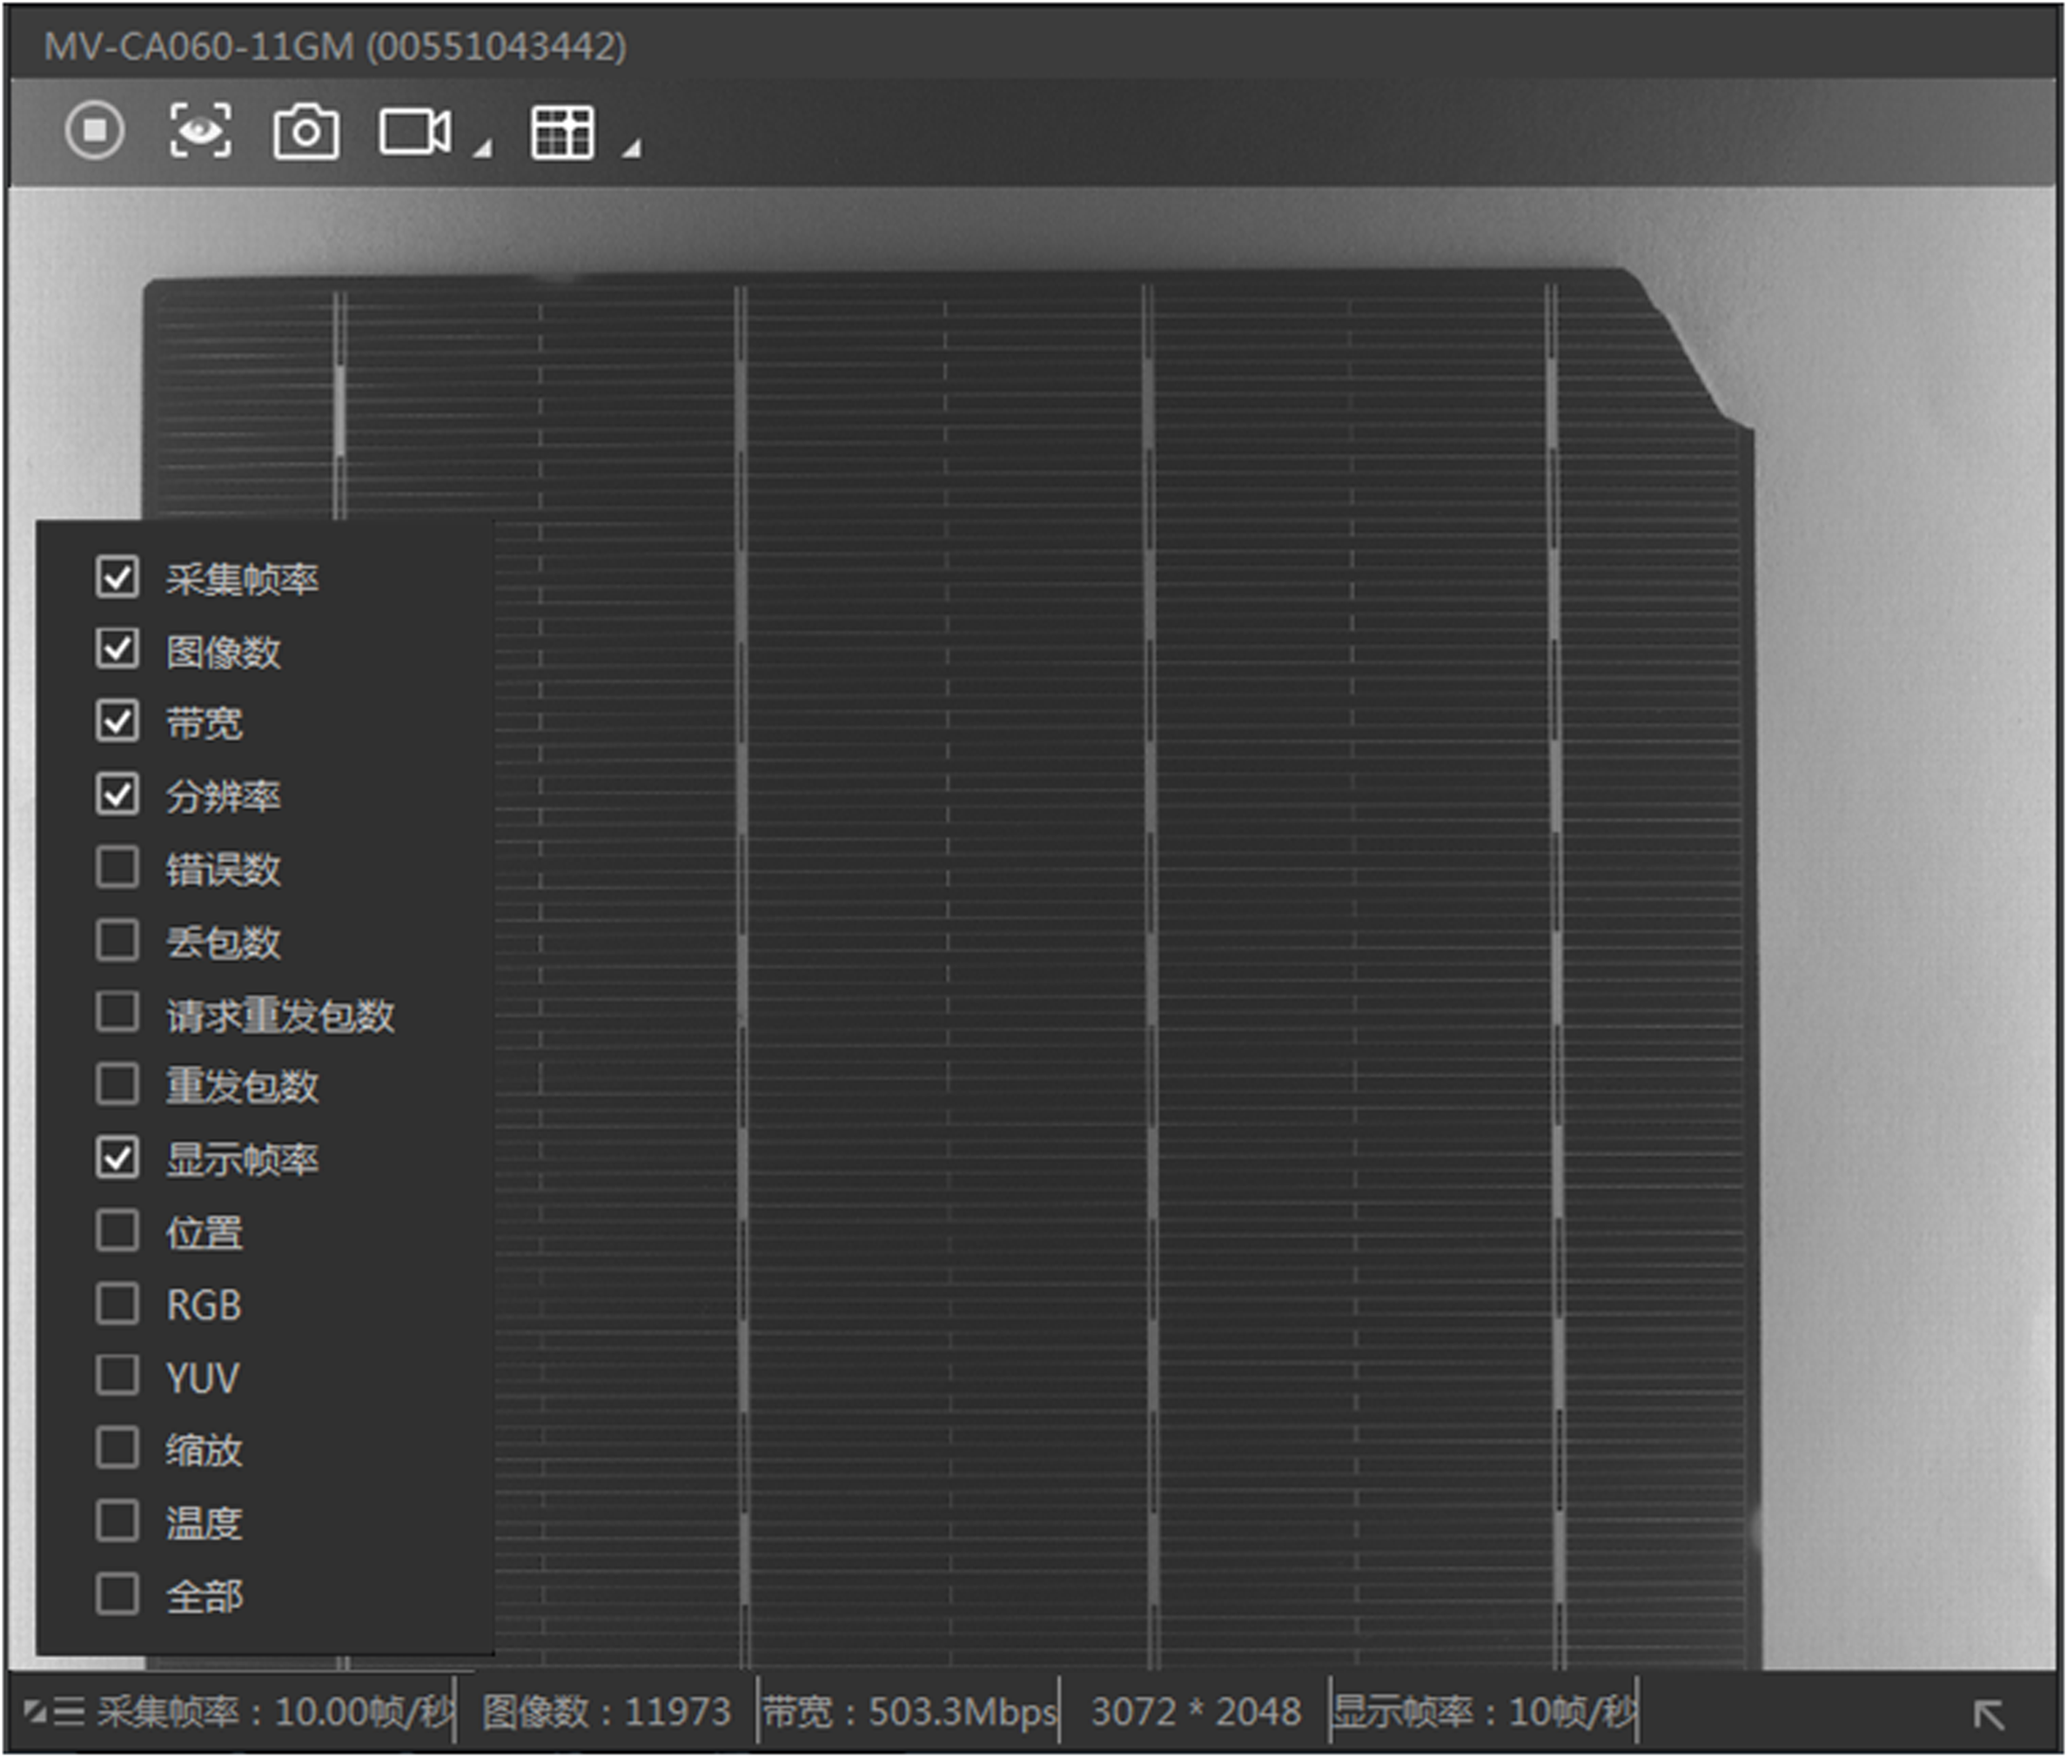 MV-CA060-11GM (00551043442)
采集帧率
图像数
带宽
分辨率
错误数
丢包数
请求重发包数
重发包数
显示帧率
位置
RGB
YUV
缩放
温度
全部
采集帧率：10.00帧/秒 图像数：11973 带宽：503.3Mbps 3072 * 2048 显示帧率：10帧/秒